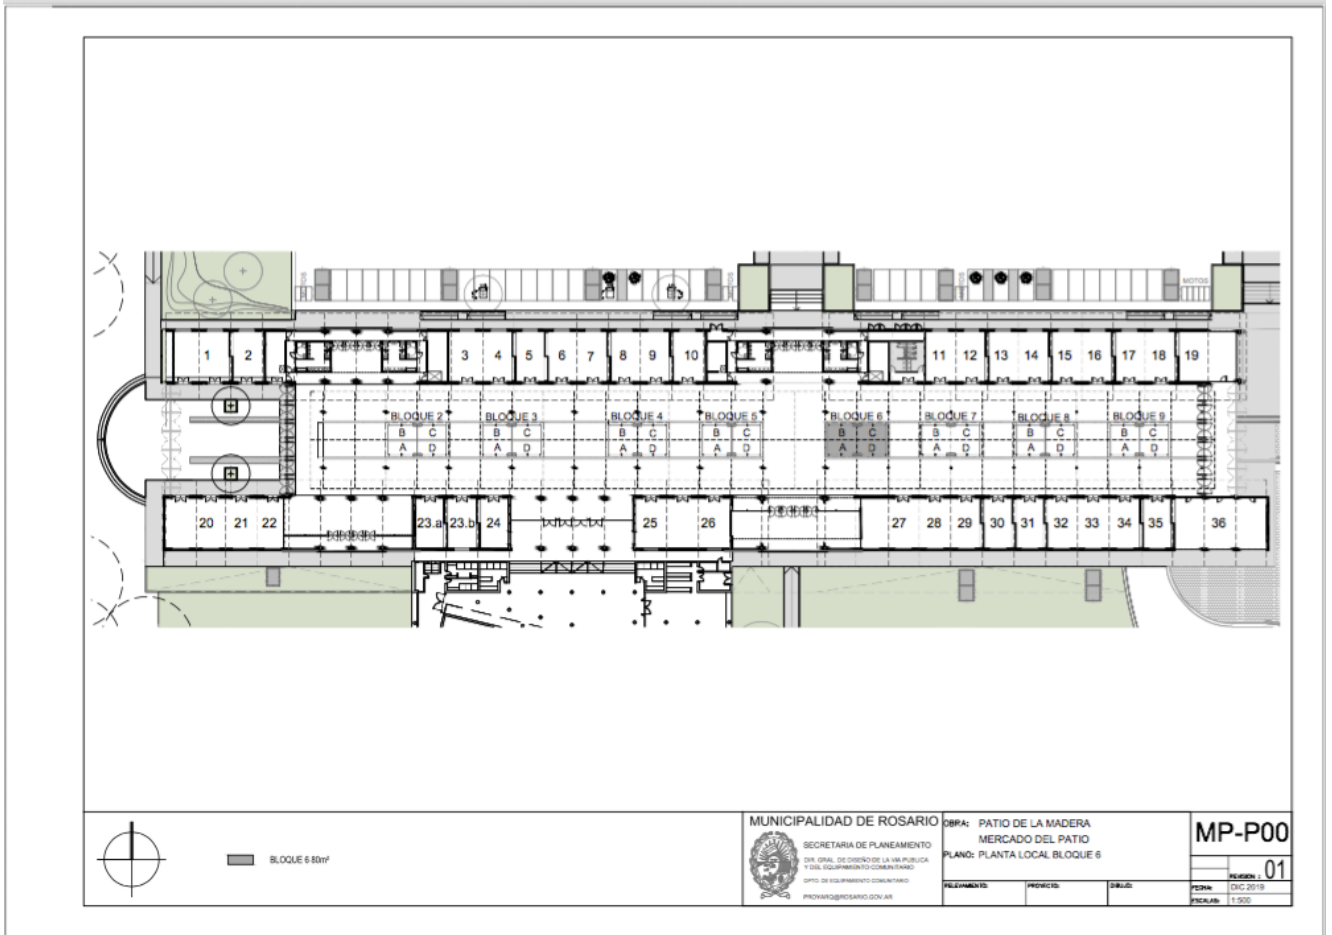 MOTOS
MOTOS
MOTOS
1 2 3 4 5 6 7 8 9 10 11 12 13 14 15 16 17 18 19
BLOQUE 2 BLOQUE 3 BLOQUE 4 BLOQUE 5 BLOQUE 6 BLOQUE 7 BLOQUE 8 BLOQUE 9
B C B C B C B C B C B C B C B C
A D A D A D A D A D A D A D A D
20 21 22 23.a 23.b 24 25 26 27 28 29 30 31 32 33 34 35 36
BLOQUE 6 80m²
MUNICIPALIDAD DE ROSARIO
SECRETARIA DE PLANEAMIENTO
DIR. GRAL. DE DISEÑO DE LA VIA PUBLICA
Y DEL EQUIPAMIENTO COMUNITARIO
DPTO. DE EQUIPAMIENTO COMUNITARIO
PROYARQ@ROSARIO.GOV.AR
OBRA: PATIO DE LA MADERA
MERCADO DEL PATIO
PLANO: PLANTA LOCAL BLOQUE 6
RELEVAMIENTO: PROYECTO: DIBUJO:
MP-P00
REVISION : 01
FECHA: DIC 2019
ESCALAS: 1:500